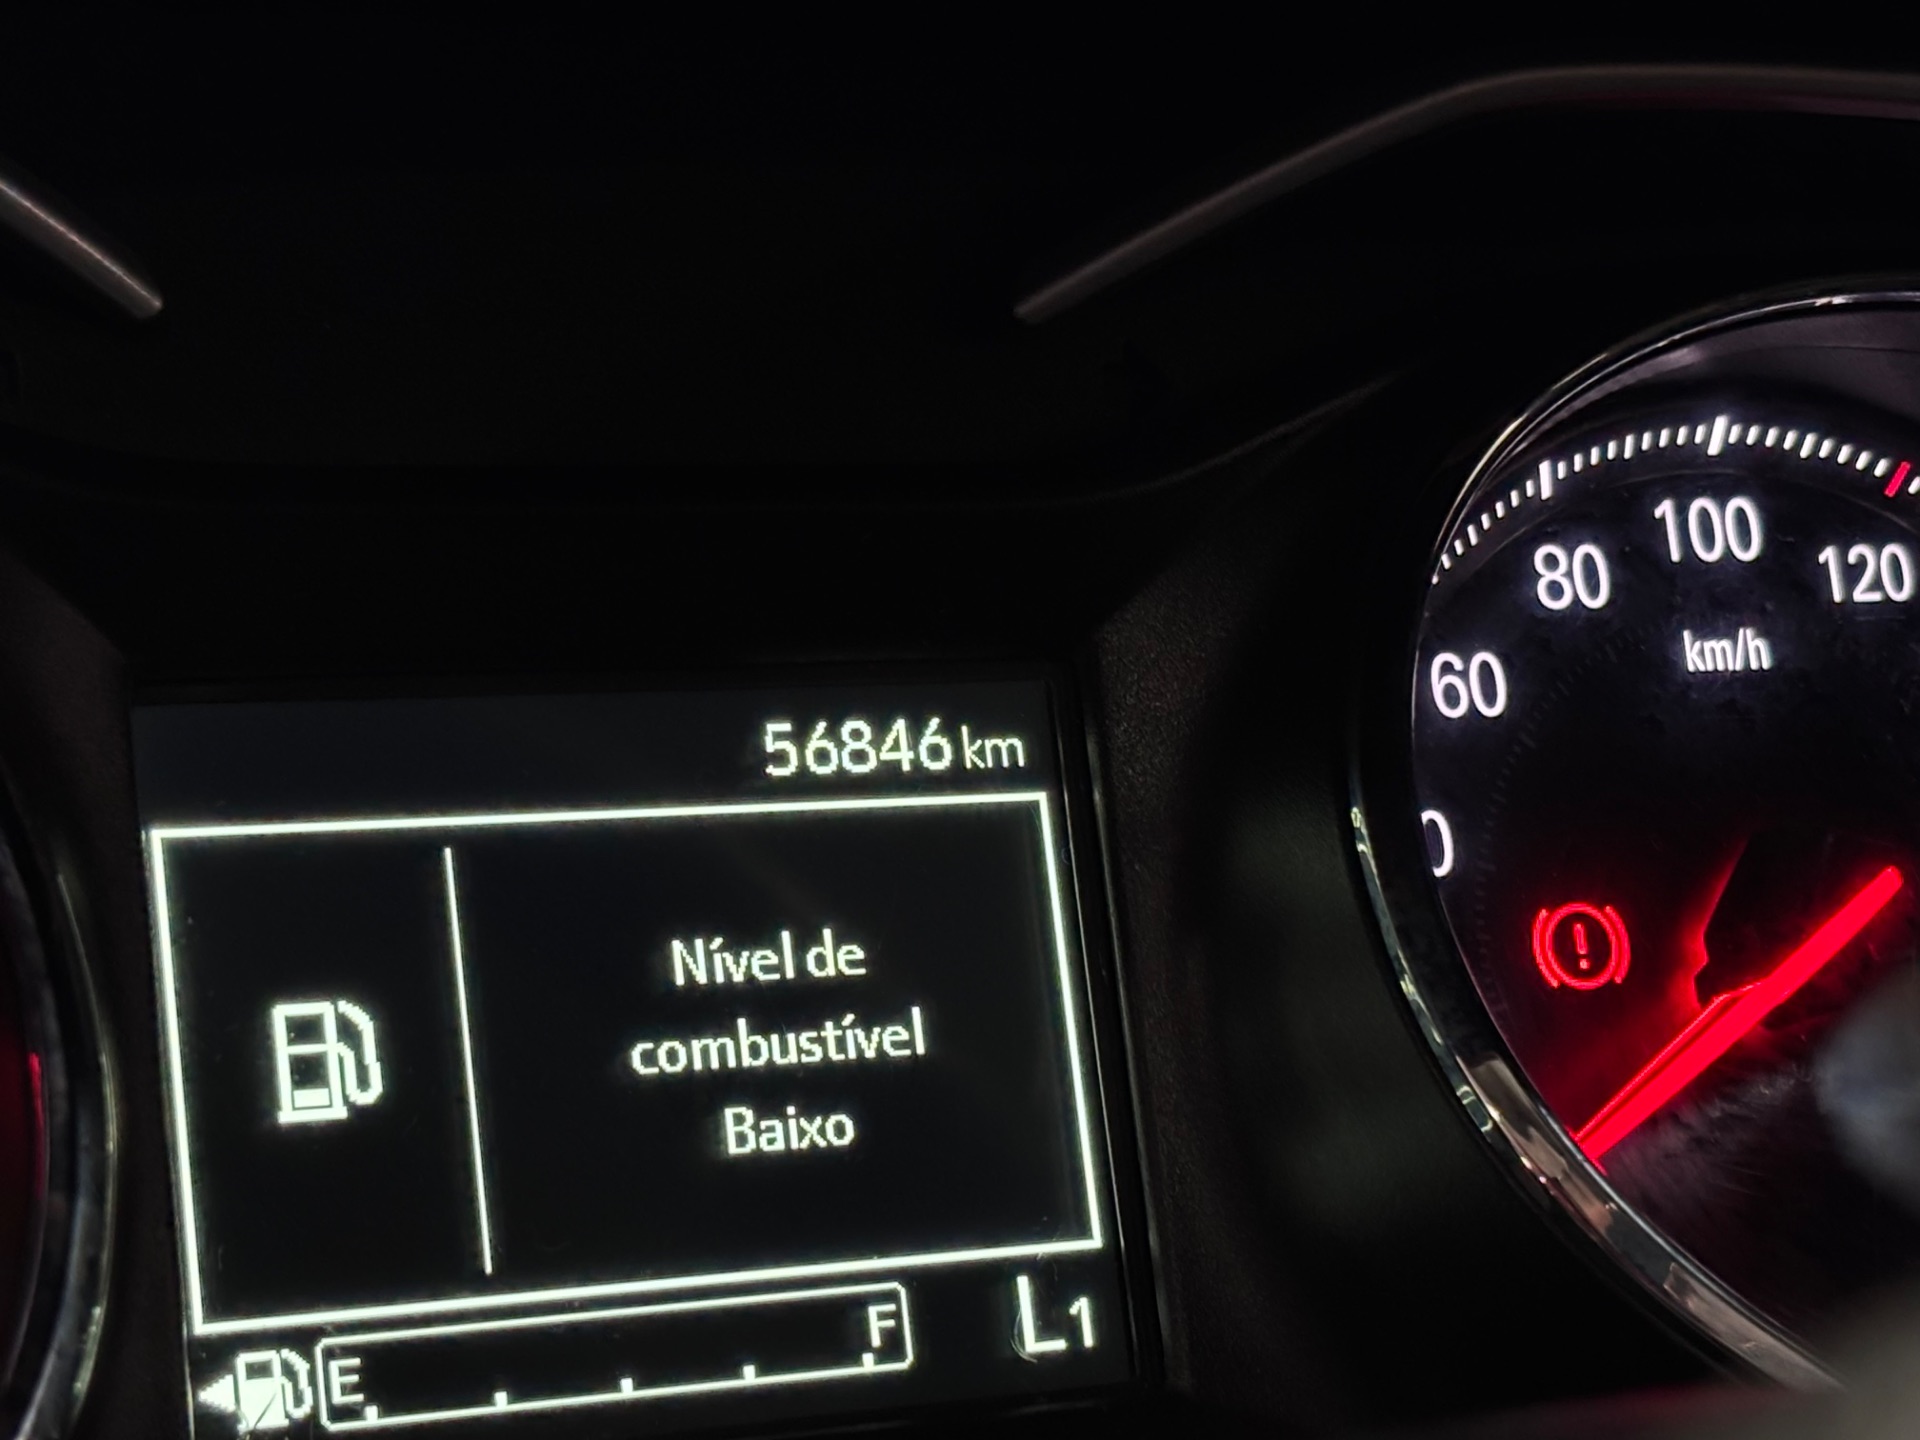 56846 km
Nível de
combustível
Baixo
E
F
L1
60
80
100
120
km/h